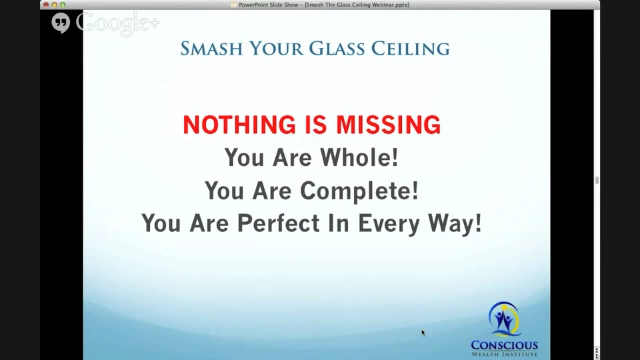 PowerPoint Slide Show - [Smash The Glass Ceiling Webinar.pptx]
Google+
SMASH YOUR GLASS CEILING
NOTHING IS MISSING
You Are Whole!
You Are Complete!
You Are Perfect In Every Way!
CONSCIOUS
WEALTH INSTITUTE